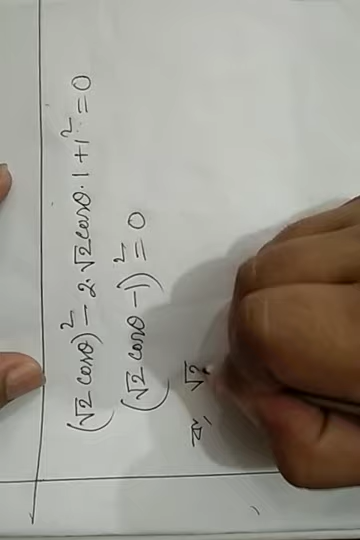 (√2 cosθ)² - 2·√2 cosθ·1 + 1² = 0
(√2 cosθ - 1)² = 0
বা, √2